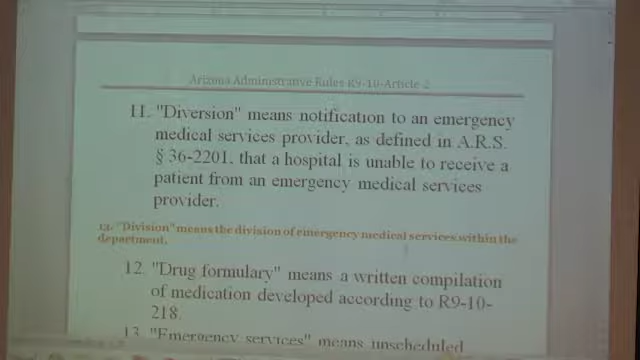 Arizona Administrative Rules R9-10-Article 2
11. "Diversion" means notification to an emergency
medical services provider, as defined in A.R.S.
§ 36-2201, that a hospital is unable to receive a
patient from an emergency medical services
provider.
12. "Division" means the division of emergency medical services within the
department.
12. "Drug formulary" means a written compilation
of medication developed according to R9-10-
218.
13. "Emergency services" means unscheduled